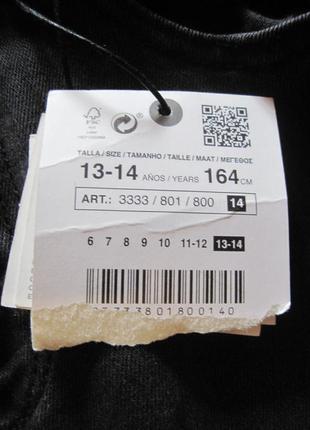 FSC
TALLA / SIZE / TAMANHO / TAILLE / MAAT / ΜΕΓΕΘΟΣ
13-14 AÑOS / YEARS 164 CM
ART.: 3333 / 801 / 800 14
6 7 8 9 10 11-12 13-14